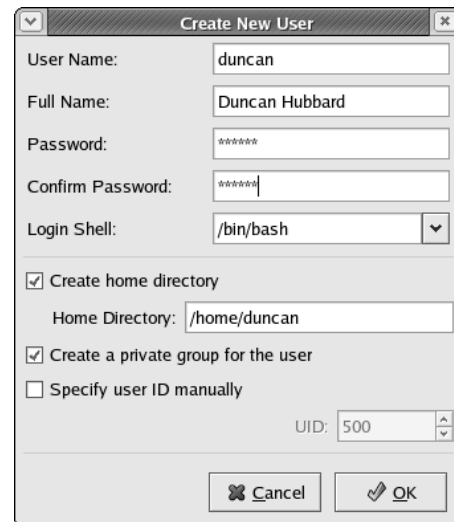 Create New User
User Name: duncan
Full Name: Duncan Hubbard
Password: ******
Confirm Password: ******
Login Shell: /bin/bash
Create home directory
Home Directory: /home/duncan
Create a private group for the user
Specify user ID manually
UID: 500
Cancel OK